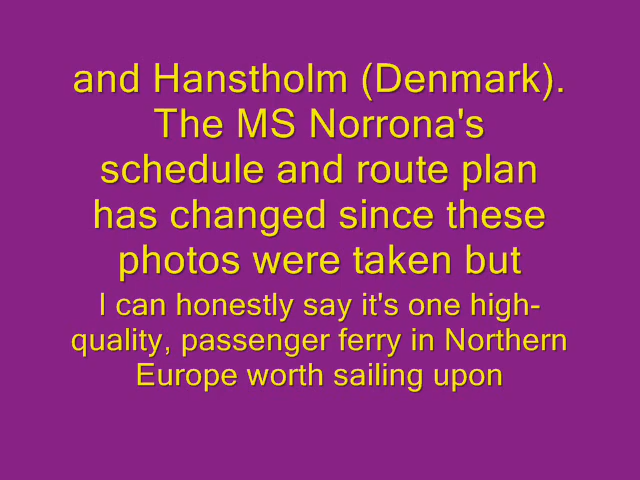 and Hanstholm (Denmark).
The MS Norrona's
schedule and route plan
has changed since these
photos were taken but
I can honestly say it's one high-
quality, passenger ferry in Northern
Europe worth sailing upon